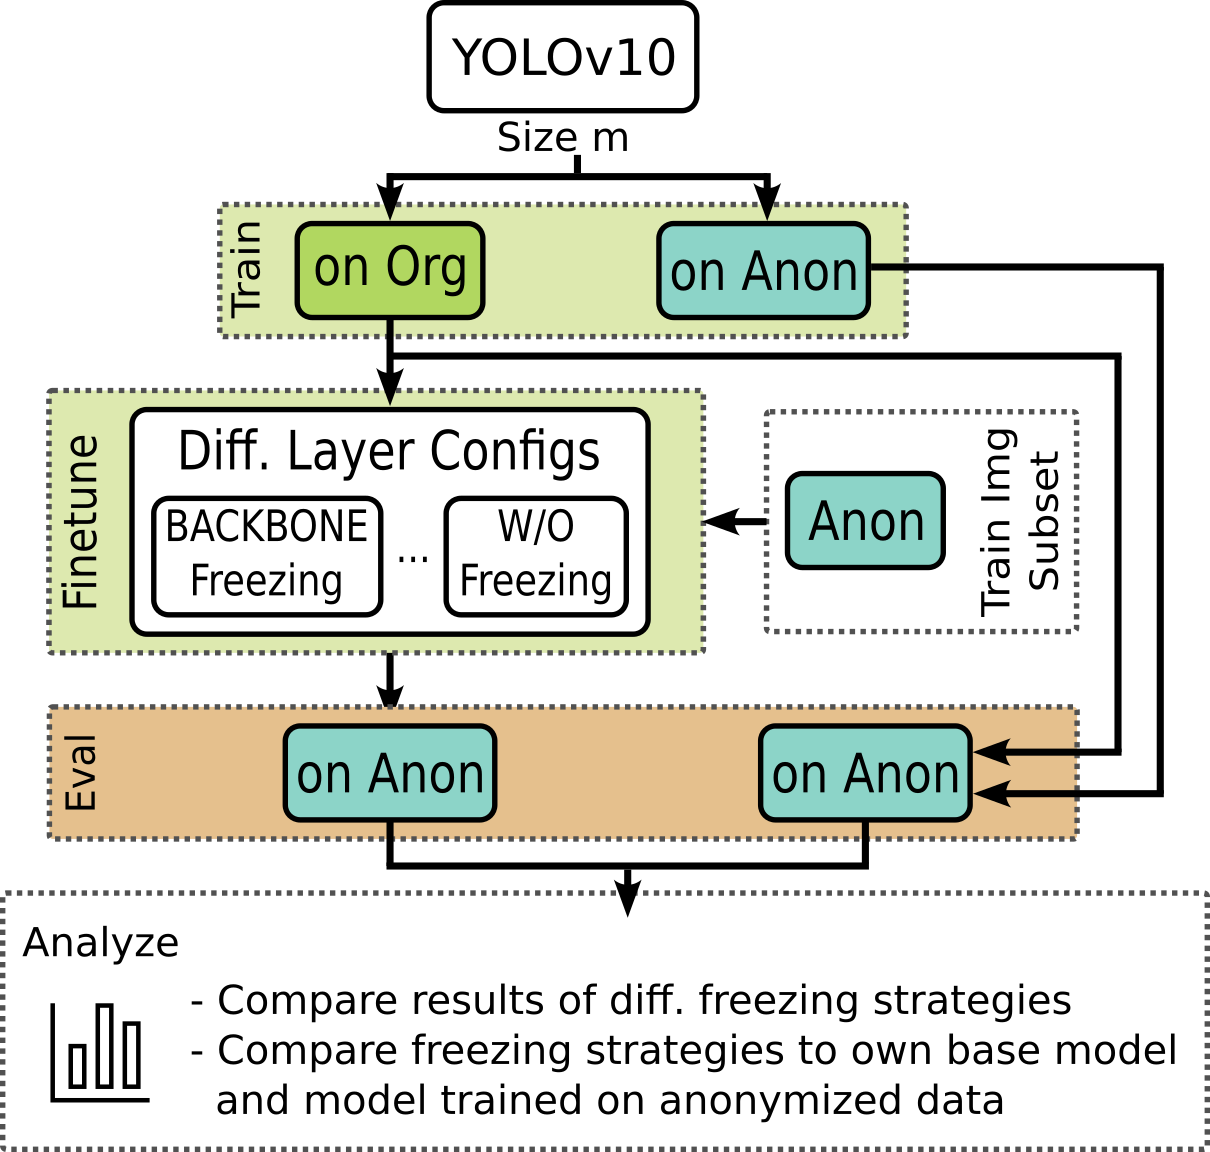 YOLOv10
Size m
Train
on Org
on Anon
Finetune
Diff. Layer Configs
BACKBONE
Freezing
...
W/O
Freezing
Anon
Train Img
Subset
Eval
on Anon
on Anon
Analyze
- Compare results of diff. freezing strategies
- Compare freezing strategies to own base model
and model trained on anonymized data